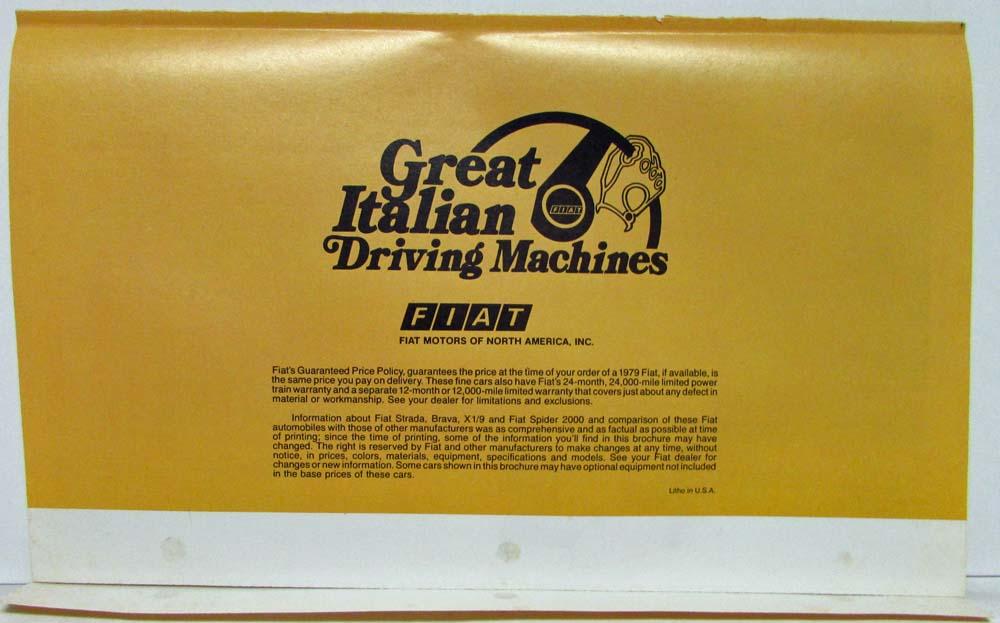 Great
Italian
Driving Machines
FIAT
FIAT
FIAT MOTORS OF NORTH AMERICA, INC.
Fiat's Guaranteed Price Policy, guarantees the price at the time of your order of a 1979 Fiat, if available, is
the same price you pay on delivery. These fine cars also have Fiat's 24-month, 24,000-mile limited power
train warranty and a separate 12-month or 12,000-mile limited warranty that covers just about any defect in
material or workmanship. See your dealer for limitations and exclusions.
Information about Fiat Strada, Brava, X1/9 and Fiat Spider 2000 and comparison of these Fiat
automobiles with those of other manufacturers was as comprehensive and as factual as possible at time
of printing; since the time of printing, some of the information you'll find in this brochure may have
changed. The right is reserved by Fiat and other manufacturers to make changes at any time, without
notice, in prices, colors, materials, equipment, specifications and models. See your Fiat dealer for
changes or new information. Some cars shown in this brochure may have optional equipment not included
in the base prices of these cars.
Litho in U.S.A.